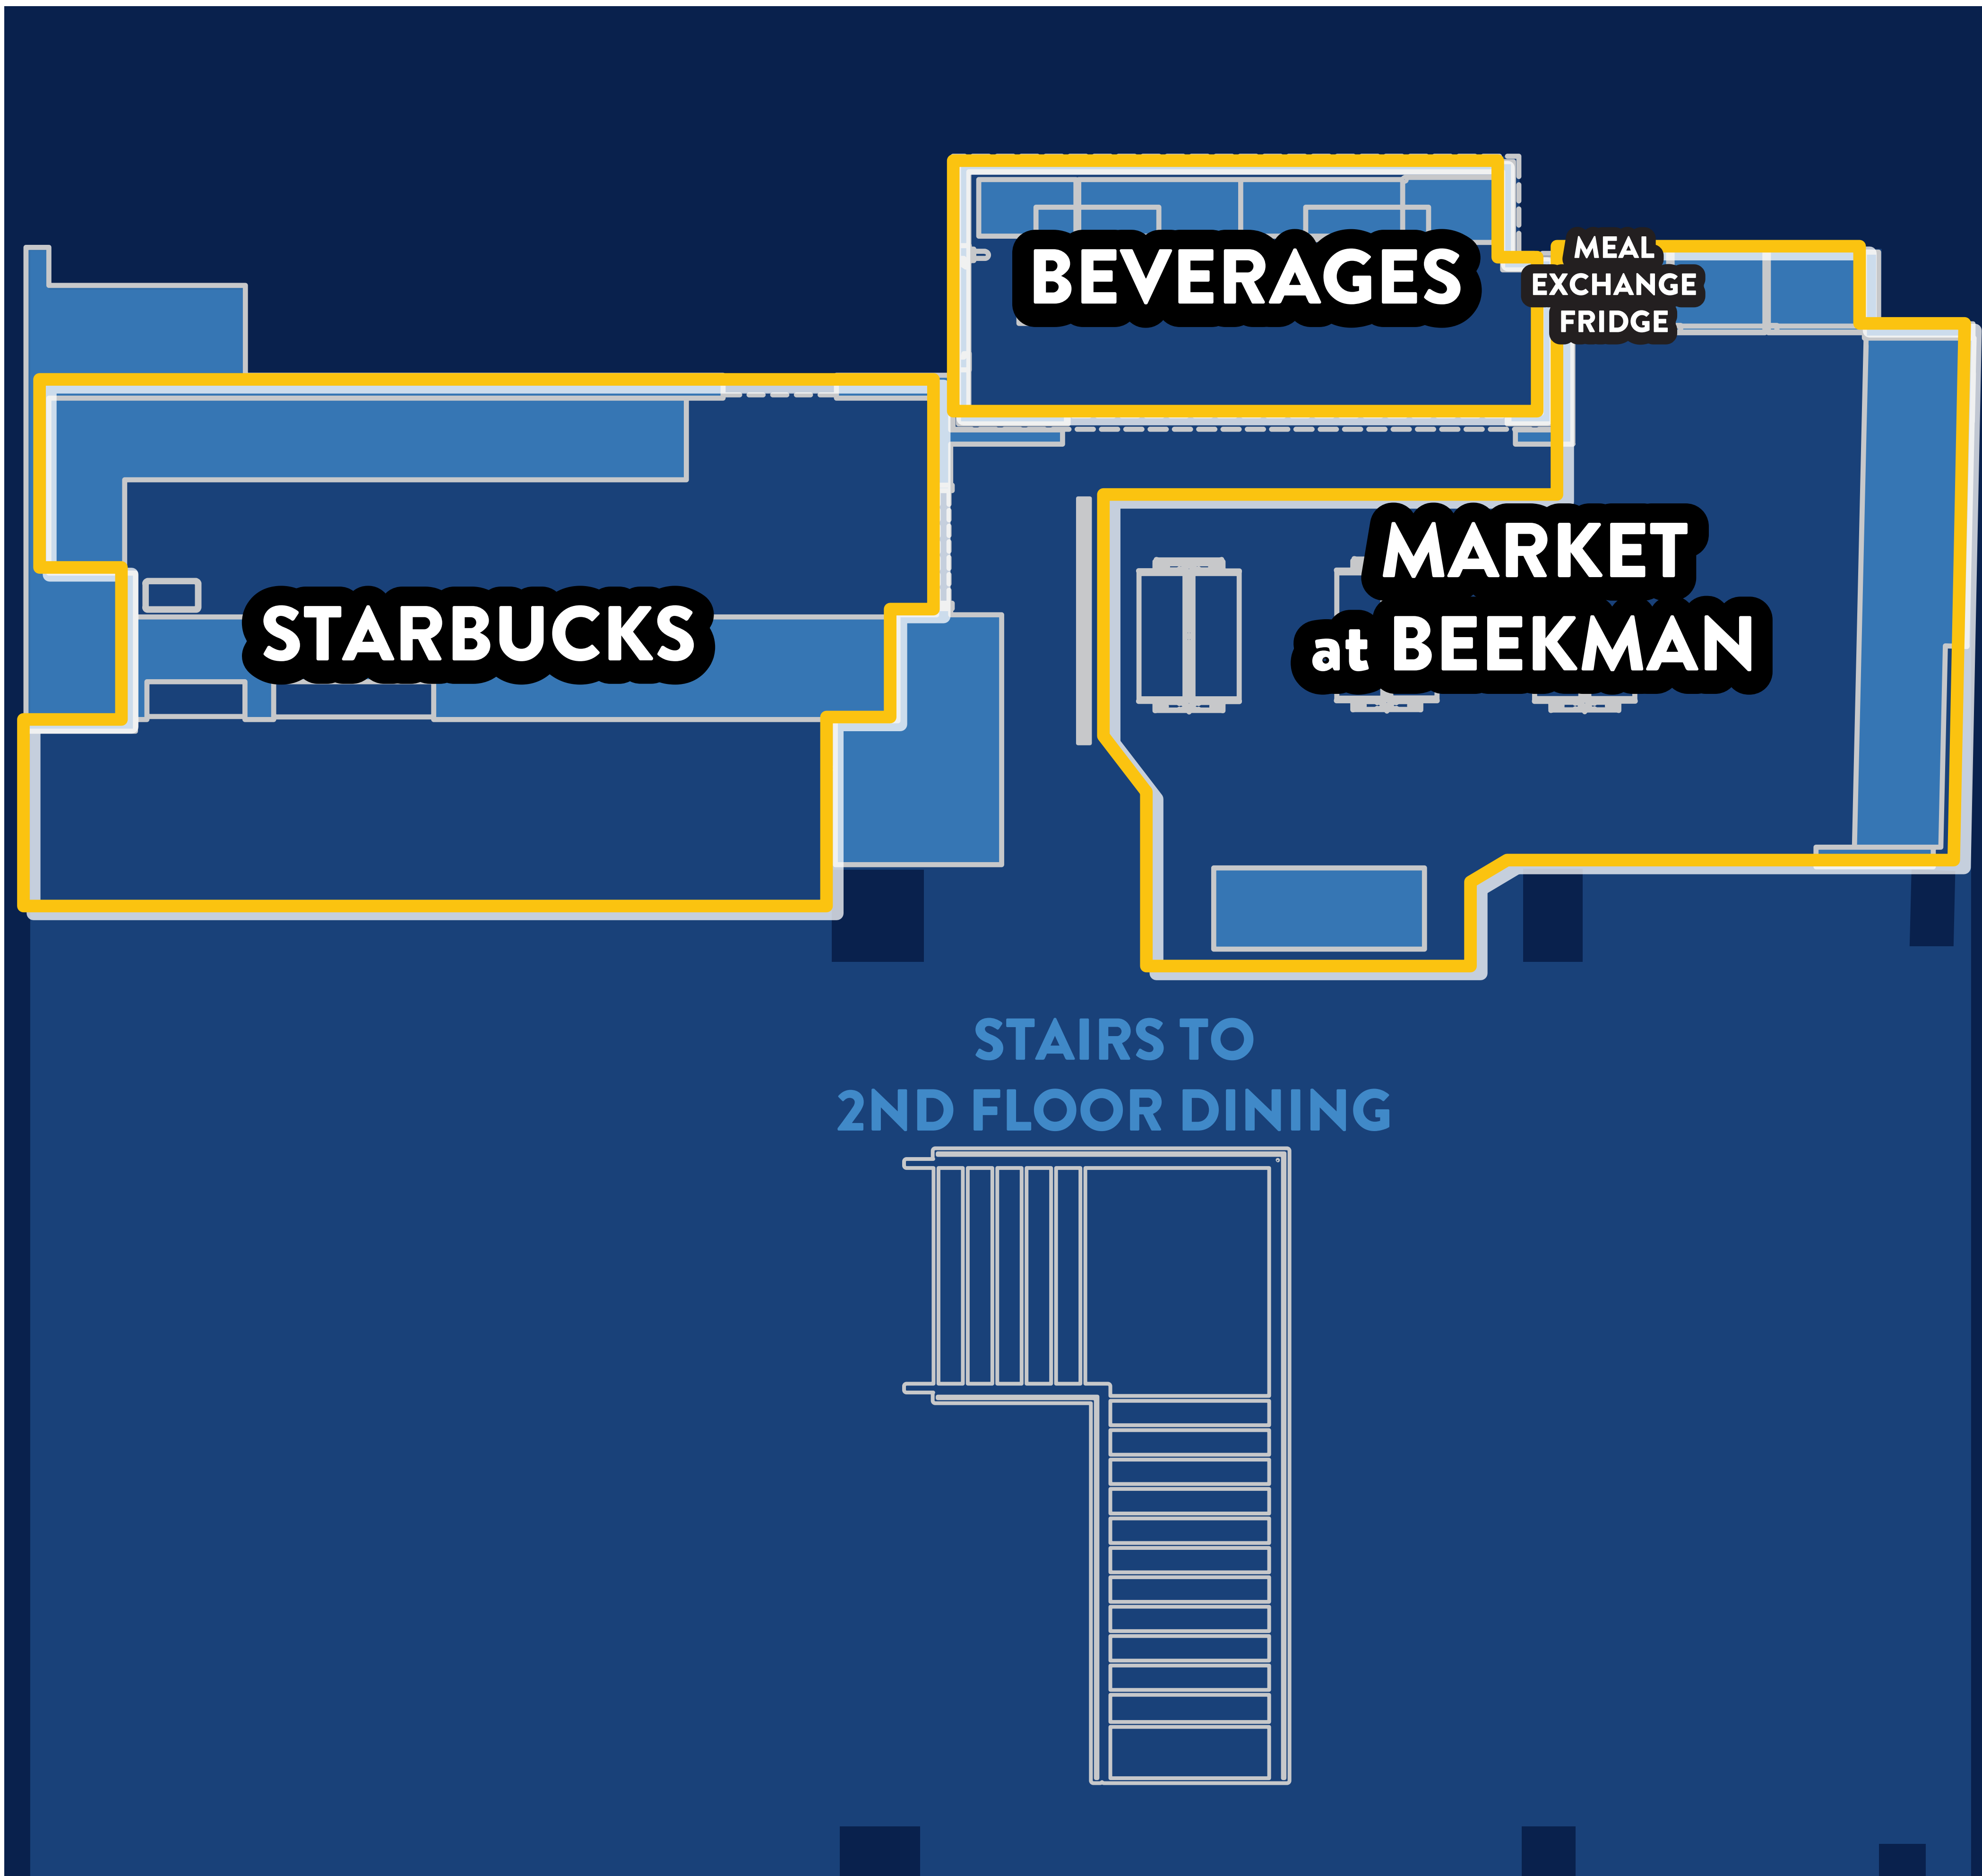 BEVERAGES
MEAL
EXCHANGE
FRIDGE
STARBUCKS
MARKET
at BEEKMAN
STAIRS TO
2ND FLOOR DINING